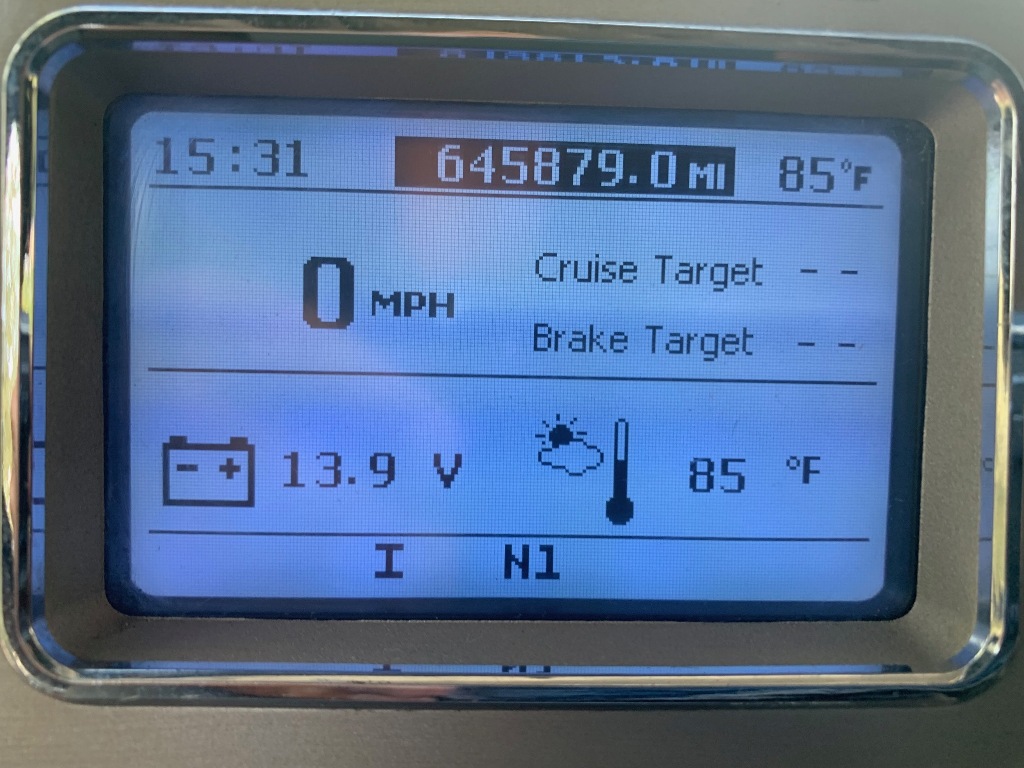 15:31 645879.0 MI 85°F
0 MPH
Cruise Target --
Brake Target --
- + 13.9 V 85 °F
I N1